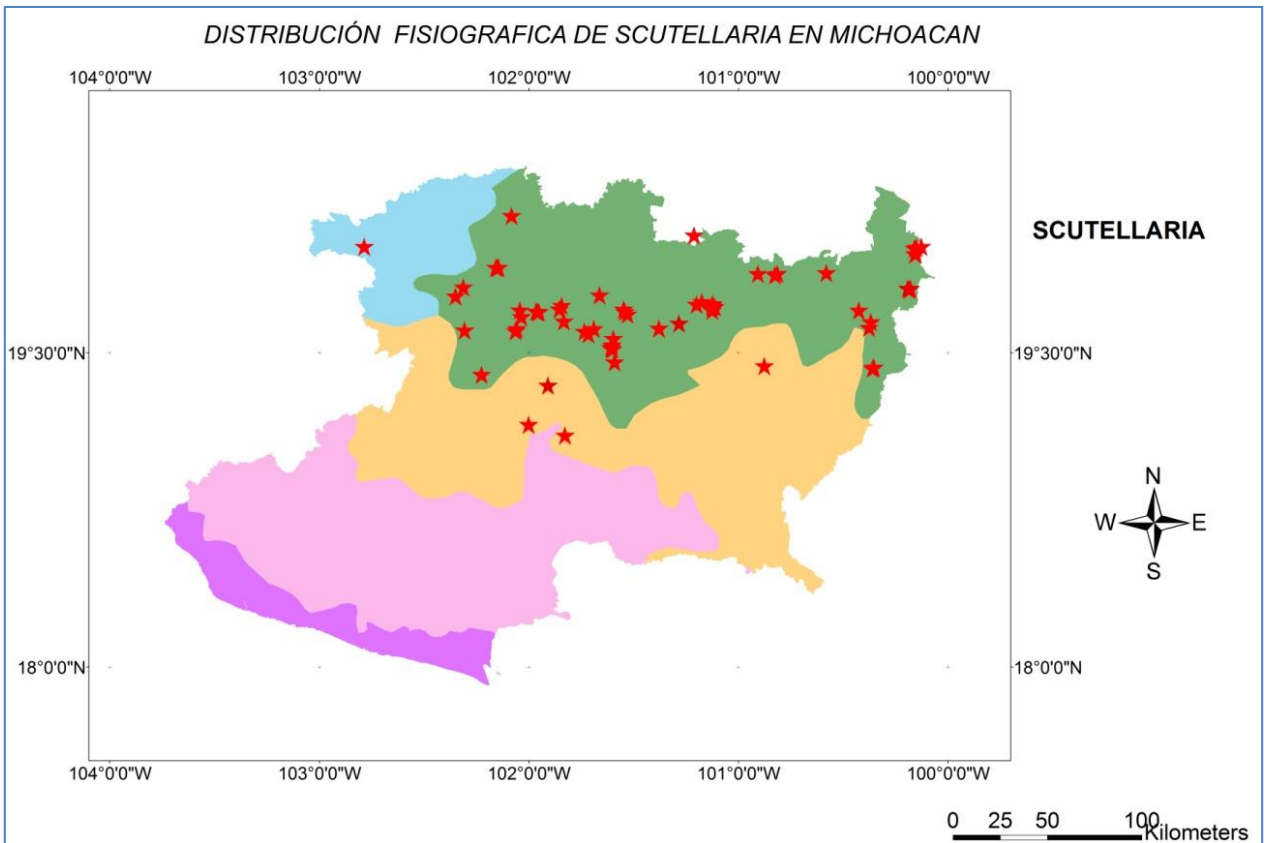 DISTRIBUCIÓN FISIOGRAFICA DE SCUTELLARIA EN MICHOACAN
104°0'0"W 103°0'0"W 102°0'0"W 101°0'0"W 100°0'0"W
SCUTELLARIA
19°30'0"N 19°30'0"N
N
W E
S
18°0'0"N 18°0'0"N
104°0'0"W 103°0'0"W 102°0'0"W 101°0'0"W 100°0'0"W
0 25 50 100
Kilometers